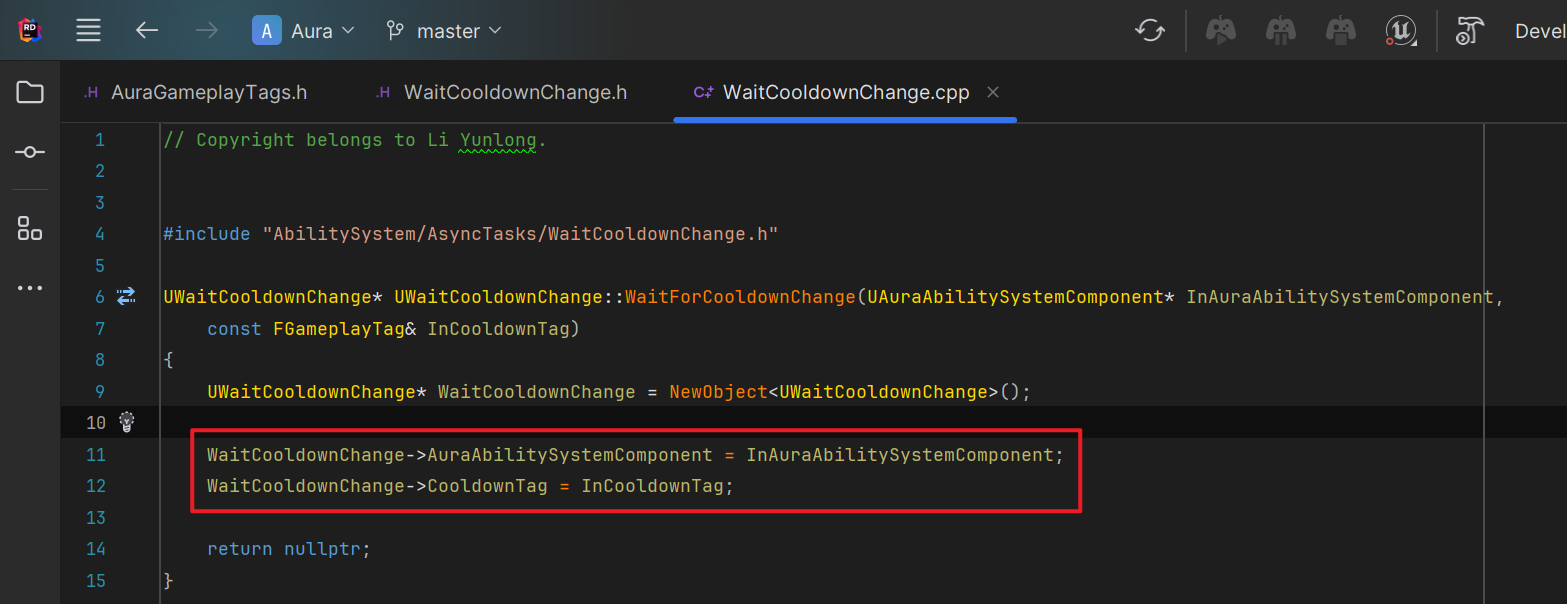 RD
A Aura master Devel
.H AuraGameplayTags.h .H WaitCooldownChange.h C+ WaitCooldownChange.cpp
1 // Copyright belongs to Li Yunlong.
2
3
4 #include "AbilitySystem/AsyncTasks/WaitCooldownChange.h"
5
6 UWaitCooldownChange* UWaitCooldownChange::WaitForCooldownChange(UAuraAbilitySystemComponent* InAuraAbilitySystemComponent,
7 const FGameplayTag& InCooldownTag)
8 {
9 UWaitCooldownChange* WaitCooldownChange = NewObject<UWaitCooldownChange>();
10
11 WaitCooldownChange->AuraAbilitySystemComponent = InAuraAbilitySystemComponent;
12 WaitCooldownChange->CooldownTag = InCooldownTag;
13
14 return nullptr;
15 }